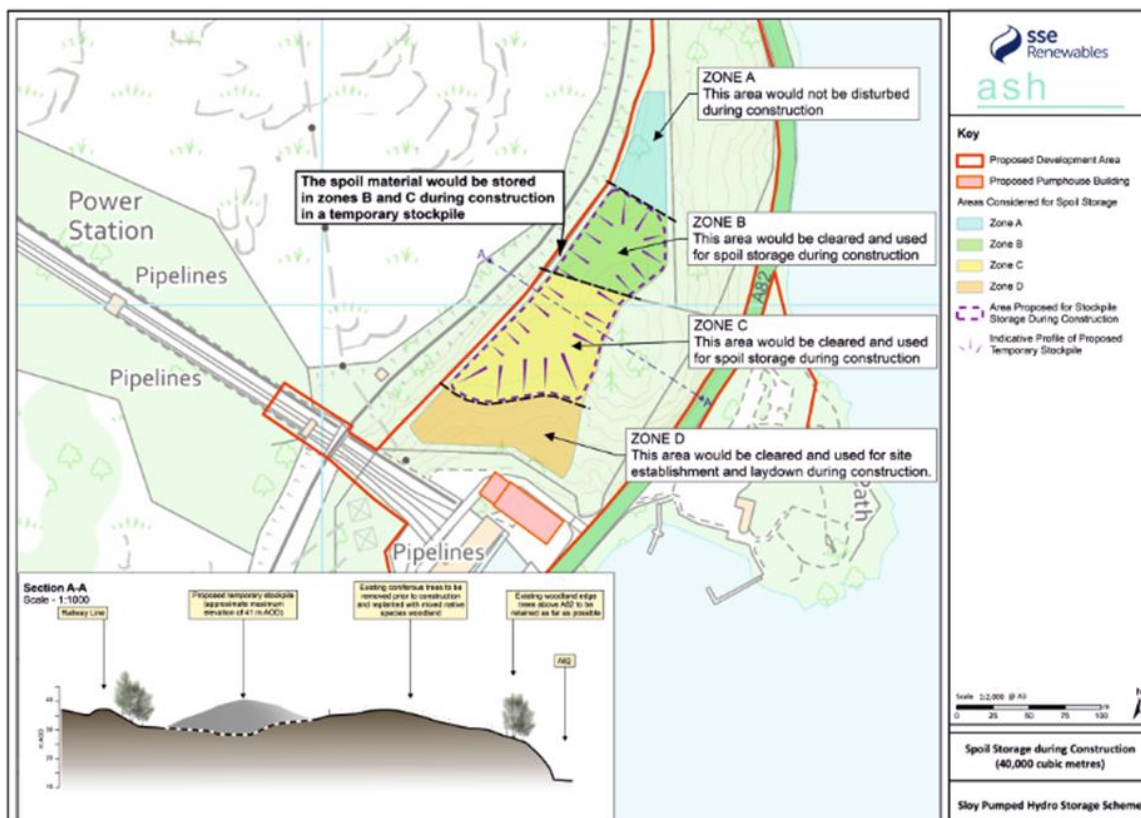 ZONE A
This area would not be disturbed
during construction
The spoil material would be stored
in zones B and C during construction
in a temporary stockpile
Power
Station
Pipelines
ZONE B
This area would be cleared and used
for spoil storage during construction
A
A82
Pipelines
ZONE C
This area would be cleared and used
for spoil storage during construction
A
ZONE D
This area would be cleared and used for site
establishment and laydown during construction.
Path
Pipelines
Section A-A
Scale - 1:1000
Railway Line
Proposed temporary stockpile
(approximate maximum
elevation of 41 m AOD)
Existing coniferous trees to be
removed prior to construction
and replanted with mixed native
species woodland
Existing woodland edge
trees above A82 to be
retained as far as possible
A82
40
30
20
10
m AOD
sse
Renewables
ash
Key
Proposed Development Area
Proposed Pumphouse Building
Areas Considered for Spoil Storage
Zone A
Zone B
Zone C
Zone D
Area Proposed for Stockpile
Storage During Construction
Indicative Profile of Proposed
Temporary Stockpile
Scale 1:2,000 @ A3
0 25 50 75 100 m
N
Spoil Storage during Construction
(40,000 cubic metres)
Sloy Pumped Hydro Storage Scheme